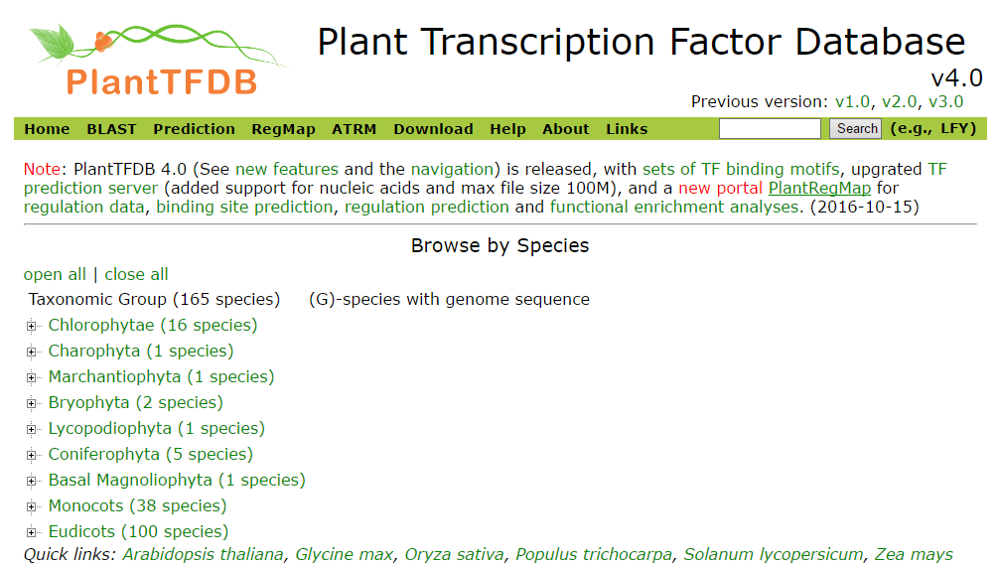 PlantTFDB
Plant Transcription Factor Database
v4.0
Previous version: v1.0, v2.0, v3.0
Home BLAST Prediction RegMap ATRM Download Help About Links Search (e.g., LFY)
Note: PlantTFDB 4.0 (See new features and the navigation) is released, with sets of TF binding motifs, upgrated TF
prediction server (added support for nucleic acids and max file size 100M), and a new portal PlantRegMap for
regulation data, binding site prediction, regulation prediction and functional enrichment analyses. (2016-10-15)
Browse by Species
open all | close all
Taxonomic Group (165 species) (G)-species with genome sequence
Chlorophytae (16 species)
Charophyta (1 species)
Marchantiophyta (1 species)
Bryophyta (2 species)
Lycopodiophyta (1 species)
Coniferophyta (5 species)
Basal Magnoliophyta (1 species)
Monocots (38 species)
Eudicots (100 species)
Quick links: Arabidopsis thaliana, Glycine max, Oryza sativa, Populus trichocarpa, Solanum lycopersicum, Zea mays